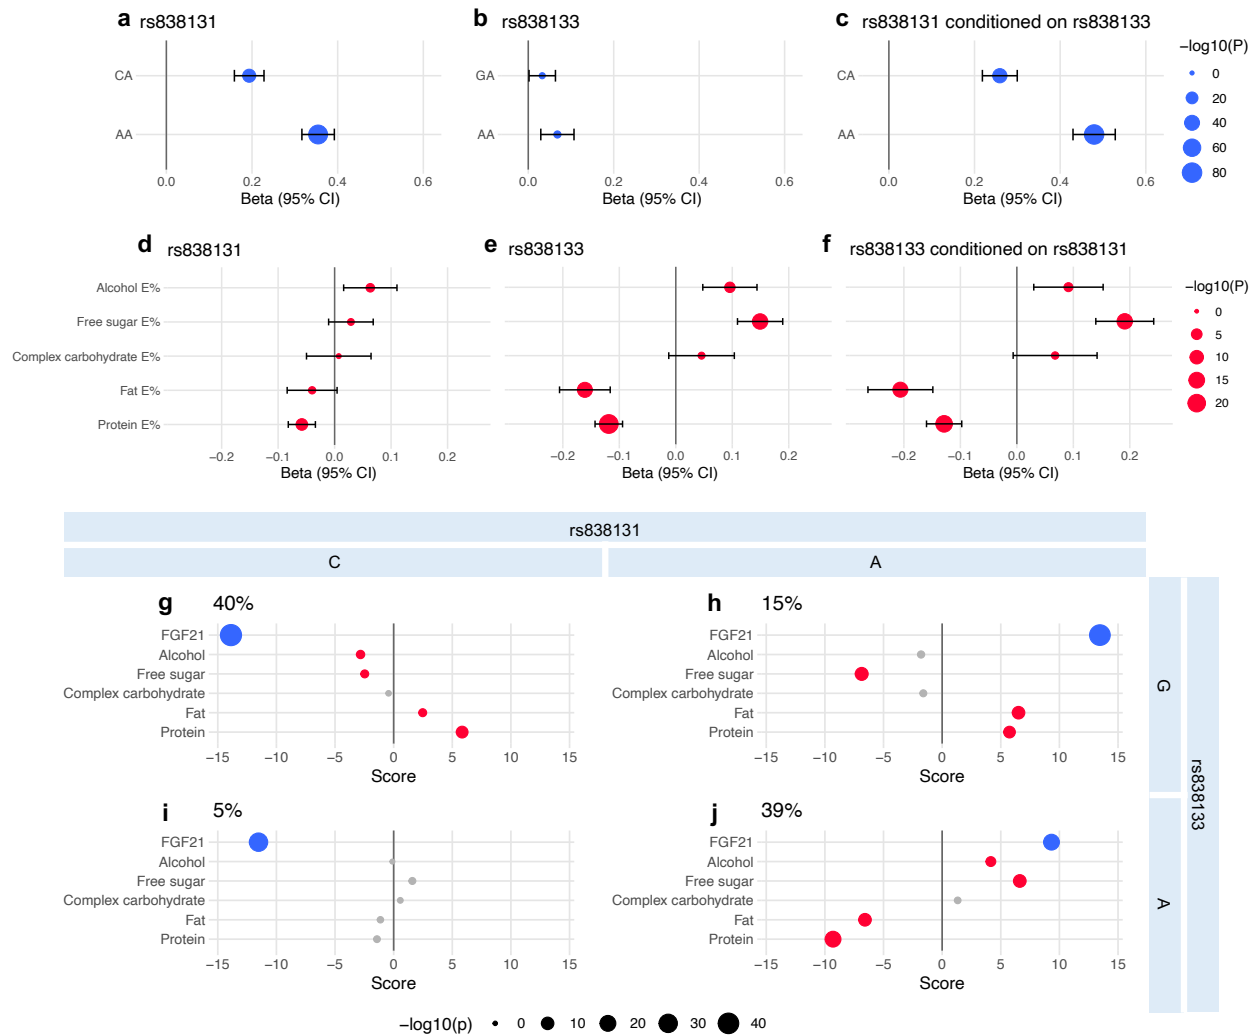 a rs838131
CA
AA
0.0 0.2 0.4 0.6
Beta (95% CI)
b rs838133
GA
AA
0.0 0.2 0.4 0.6
Beta (95% CI)
c rs838131 conditioned on rs838133
CA
AA
0.0 0.2 0.4 0.6
Beta (95% CI)
−log10(P)
0
20
40
60
80
d rs838131
Alcohol E%
Free sugar E%
Complex carbohydrate E%
Fat E%
Protein E%
−0.2 −0.1 0.0 0.1 0.2
Beta (95% CI)
e rs838133
−0.2 −0.1 0.0 0.1 0.2
Beta (95% CI)
f rs838133 conditioned on rs838131
−0.2 −0.1 0.0 0.1 0.2
Beta (95% CI)
−log10(P)
0
5
10
15
20
rs838131
C A
g 40%
FGF21
Alcohol
Free sugar
Complex carbohydrate
Fat
Protein
−15 −10 −5 0 5 10 15
Score
h 15%
FGF21
Alcohol
Free sugar
Complex carbohydrate
Fat
Protein
−15 −10 −5 0 5 10 15
Score
G
rs838133
i 5%
FGF21
Alcohol
Free sugar
Complex carbohydrate
Fat
Protein
−15 −10 −5 0 5 10 15
Score
j 39%
FGF21
Alcohol
Free sugar
Complex carbohydrate
Fat
Protein
−15 −10 −5 0 5 10 15
Score
A
−log10(p) 0 10 20 30 40